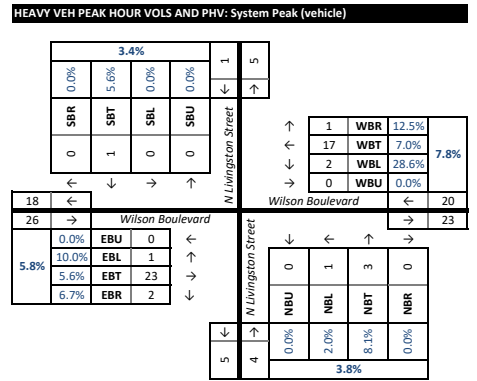 HEAVY VEH PEAK HOUR VOLS AND PHV: System Peak (vehicle)
3.4% 1 5
0.0% 5.6% 0.0% 0.0% ↓ ↑
SBR SBT SBL SBU
0 1 0 0
N Livingston Street
← ↓ → ↑
↑ 1 WBR 12.5%
← 17 WBT 7.0%
↓ 2 WBL 28.6%
→ 0 WBU 0.0%
7.8%
18 ← Wilson Boulevard ← 20
26 → Wilson Boulevard → 23
5.8%
0.0% EBU 0 ←
10.0% EBL 1 ↑
5.6% EBT 23 →
6.7% EBR 2 ↓
N Livingston Street
↓ ← ↑ →
0 1 3 0
NBU NBL NBT NBR
↓ ↑ 0.0% 2.0% 8.1% 0.0%
5 4 3.8%